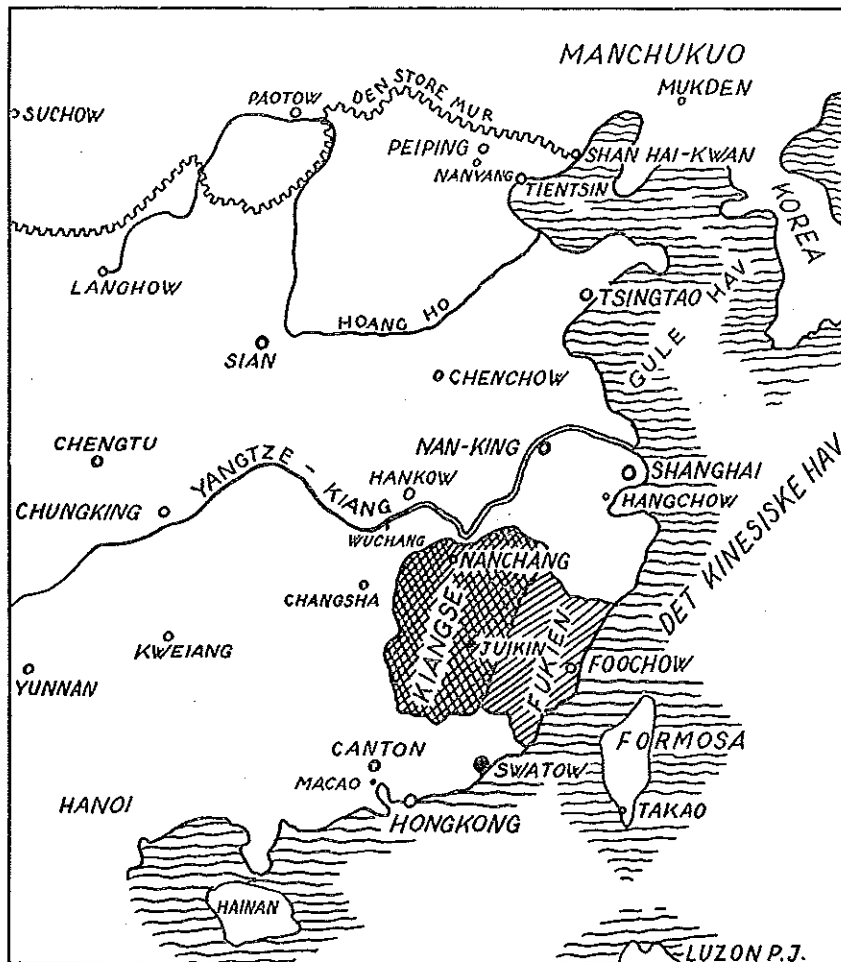 MANCHUKUO
MUKDEN
SUCHOW
PAOTOW
DEN STORE MUR
PEIPING
NANVANG
SHAN HAI-KWAN
TIENTSIN
KOREA
LANGHOW
HOANG HO
TSINGTAO
GULE HAV
SIAN
CHENCHOW
CHENGTU
YANGTZE-KIANG
NAN-KING
SHANGHAI
HANKOW
HANGCHOW
CHUNGKING
WUCHANG
DET KINESISKE HAV
NANCHANG
CHANGSHA
KIANGSE
JUIKIN
FUKIEN
KWEIANG
FOOCHOW
YUNNAN
FORMOSA
CANTON
SWATOW
MACAO
HANOI
HONGKONG
TAKAO
HAINAN
LUZON P.J.